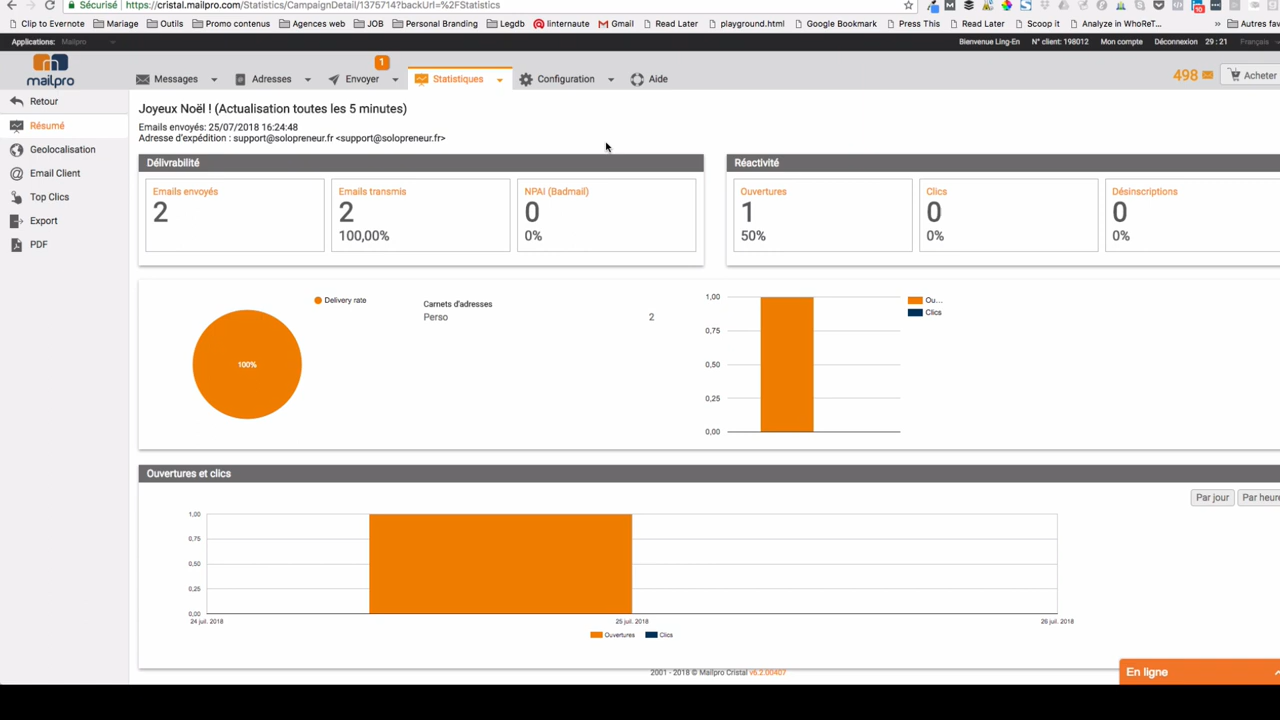 Sécurisé https://cristal.mailpro.com/Statistics/CampaignDetail/1375714?backUrl=%2FStatistics
Clip to Evernote Mariage Outils Promo contenus Agences web JOB Personal Branding Legdb linternaute Gmail Read Later playground.html Google Bookmark Press This Read Later Scoop it Analyze in WhoReT... » Autres fav
Applications: Mailpro Bienvenue Ling-En N° client: 198012 Mon compte Déconnexion 29 : 21 Français
mailpro
Messages Adresses Envoyer 1 Statistiques Configuration Aide 498 Acheter
Retour
Résumé
Geolocalisation
Email Client
Top Clics
Export
PDF
Joyeux Noël ! (Actualisation toutes les 5 minutes)
Emails envoyés: 25/07/2018 16:24:48
Adresse d'expédition : support@solopreneur.fr <support@solopreneur.fr>
Délivrabilité
Emails envoyés
2
Emails transmis
2
100,00%
NPAI (Badmail)
0
0%
Réactivité
Ouvertures
1
50%
Clics
0
0%
Désinscriptions
0
0%
Delivery rate
100%
Carnets d'adresses
Perso 2
1,00
0,75
0,50
0,25
0,00
Ou...
Clics
Ouvertures et clics
Par jour Par heure
1,00
0,75
0,50
0,25
0,00
24 jul. 2018 25 jul. 2018 26 jul. 2018
Ouvertures Clics
2001 - 2018 © Mailpro Cristal v6.2.00407
En ligne